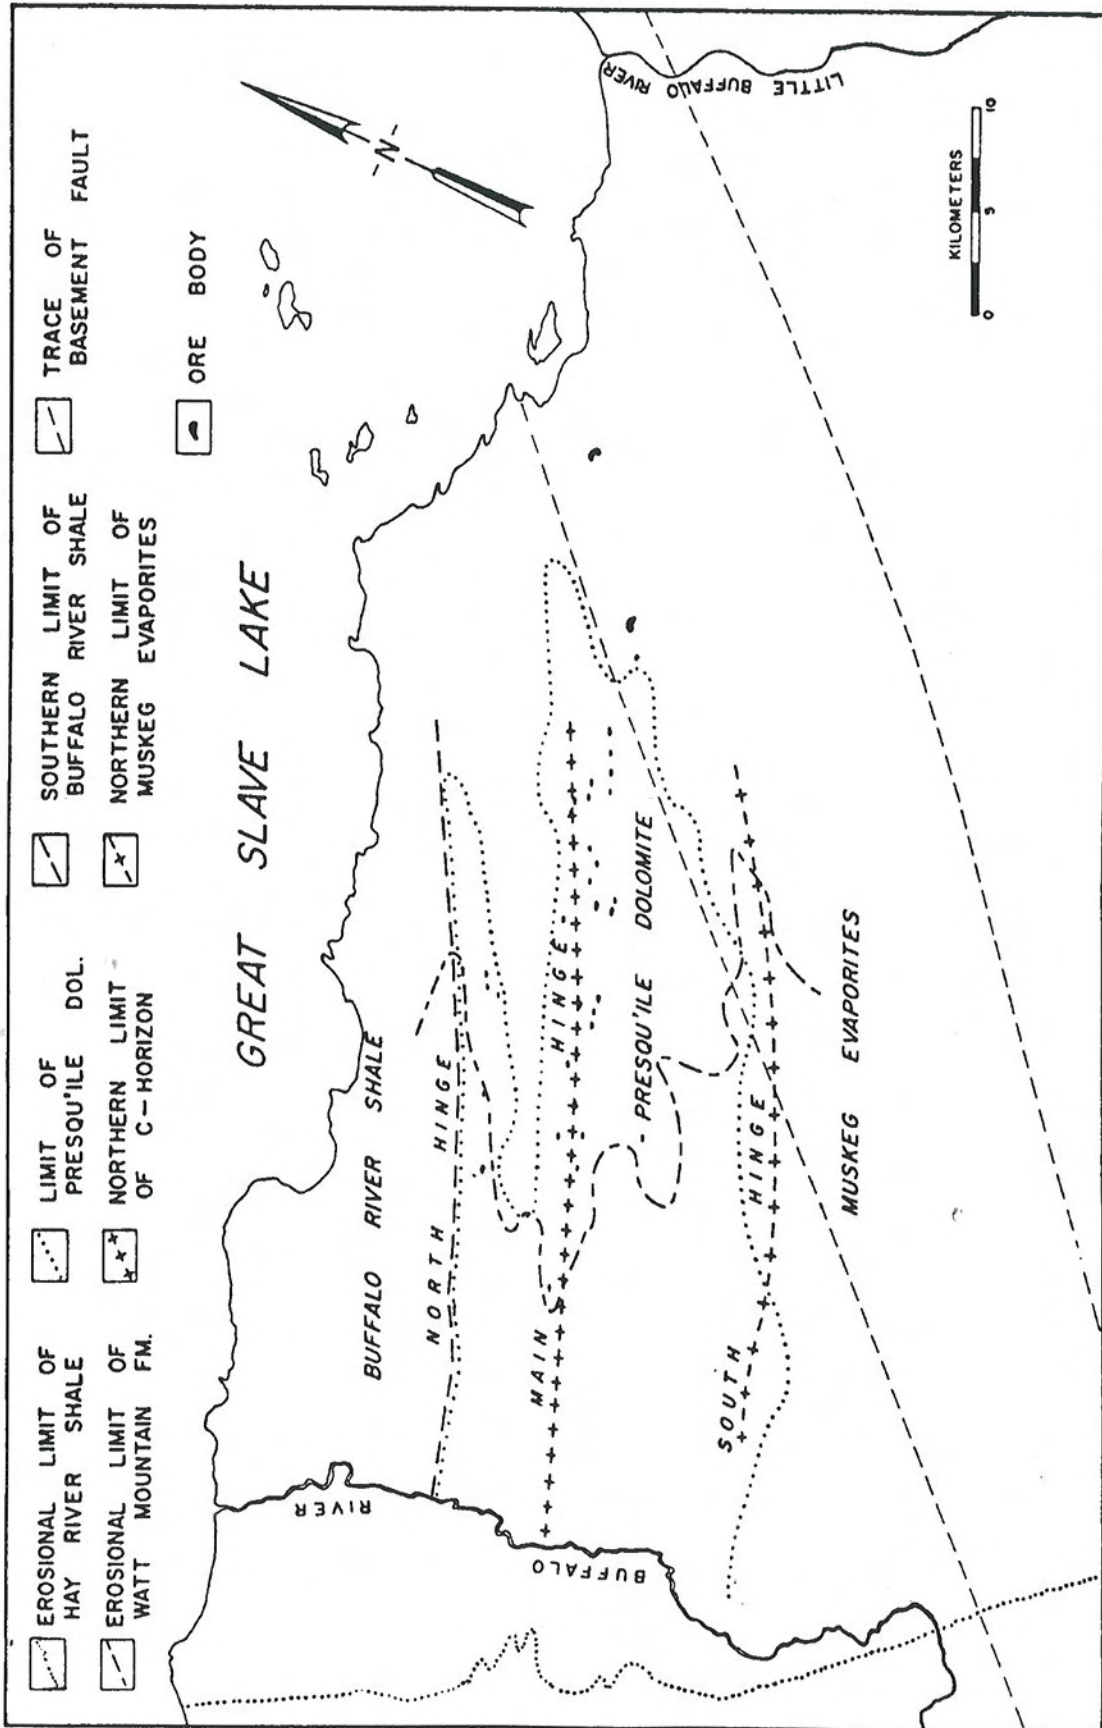 EROSIONAL LIMIT OF
HAY RIVER SHALE
EROSIONAL LIMIT OF
WATT MOUNTAIN FM.
LIMIT OF
PRESQU'ILE DOL.
NORTHERN LIMIT
OF C-HORIZON
SOUTHERN LIMIT OF
BUFFALO RIVER SHALE
NORTHERN LIMIT OF
MUSKEG EVAPORITES
TRACE OF
BASEMENT FAULT
ORE BODY
GREAT SLAVE LAKE
-N-
BUFFALO RIVER SHALE
NORTH HINGE
MAIN HINGE
PRESQU'ILE DOLOMITE
SOUTH HINGE
MUSKEG EVAPORITES
BUFFALO RIVER
LITTLE BUFFALO RIVER
KILOMETERS
0 5 10